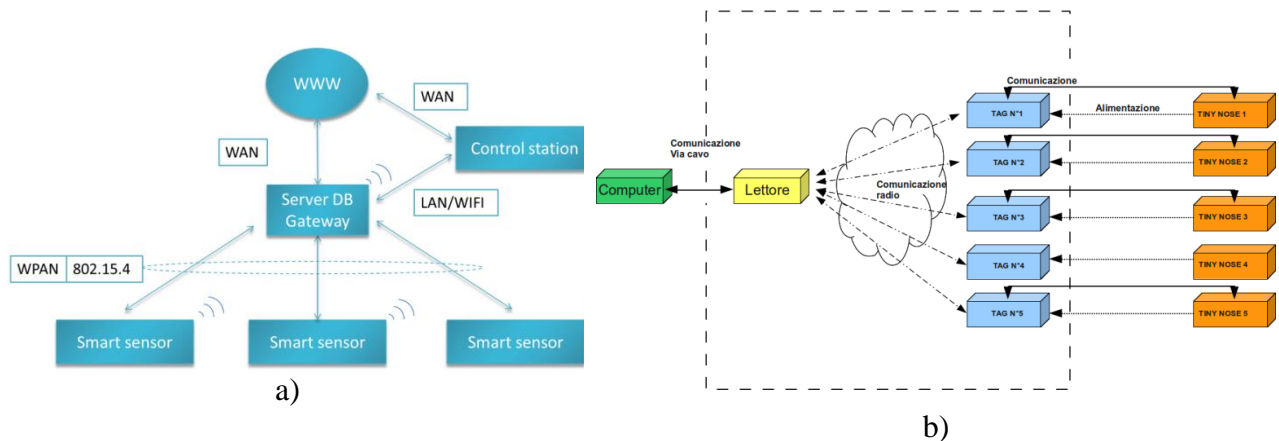 WWW
WAN
WAN
Control station
Server DB
Gateway
LAN/WIFI
WPAN 802.15.4
Smart sensor
Smart sensor
Smart sensor
a)
Comunicazione
TAG N°1
Alimentazione
TINY NOSE 1
Comunicazione
Via cavo
TAG N°2
TINY NOSE 2
Computer
Lettore
Comunicazione
radio
TAG N°3
TINY NOSE 3
TAG N°4
TINY NOSE 4
TAG N°5
TINY NOSE 5
b)